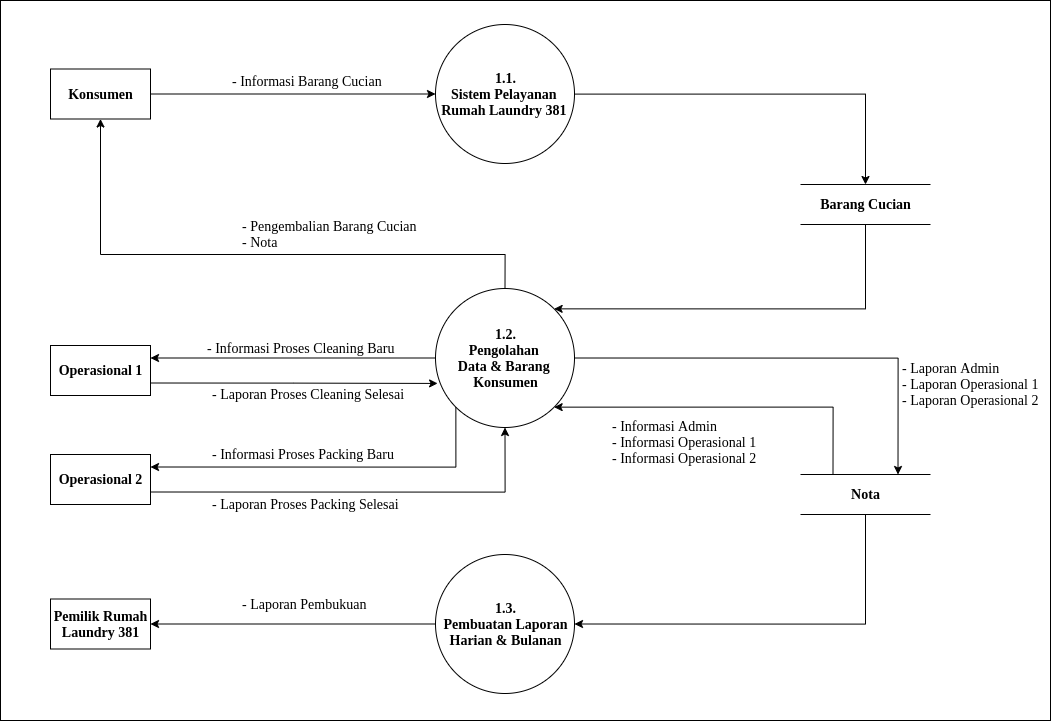 Konsumen
- Informasi Barang Cucian
1.1.
Sistem Pelayanan
Rumah Laundry 381
Barang Cucian
- Pengembalian Barang Cucian
- Nota
1.2.
Pengolahan
Data & Barang
Konsumen
Operasional 1
- Informasi Proses Cleaning Baru
- Laporan Proses Cleaning Selesai
- Laporan Admin
- Laporan Operasional 1
- Laporan Operasional 2
- Informasi Admin
- Informasi Operasional 1
- Informasi Operasional 2
Operasional 2
- Informasi Proses Packing Baru
- Laporan Proses Packing Selesai
Nota
Pemilik Rumah
Laundry 381
- Laporan Pembukuan
1.3.
Pembuatan Laporan
Harian & Bulanan